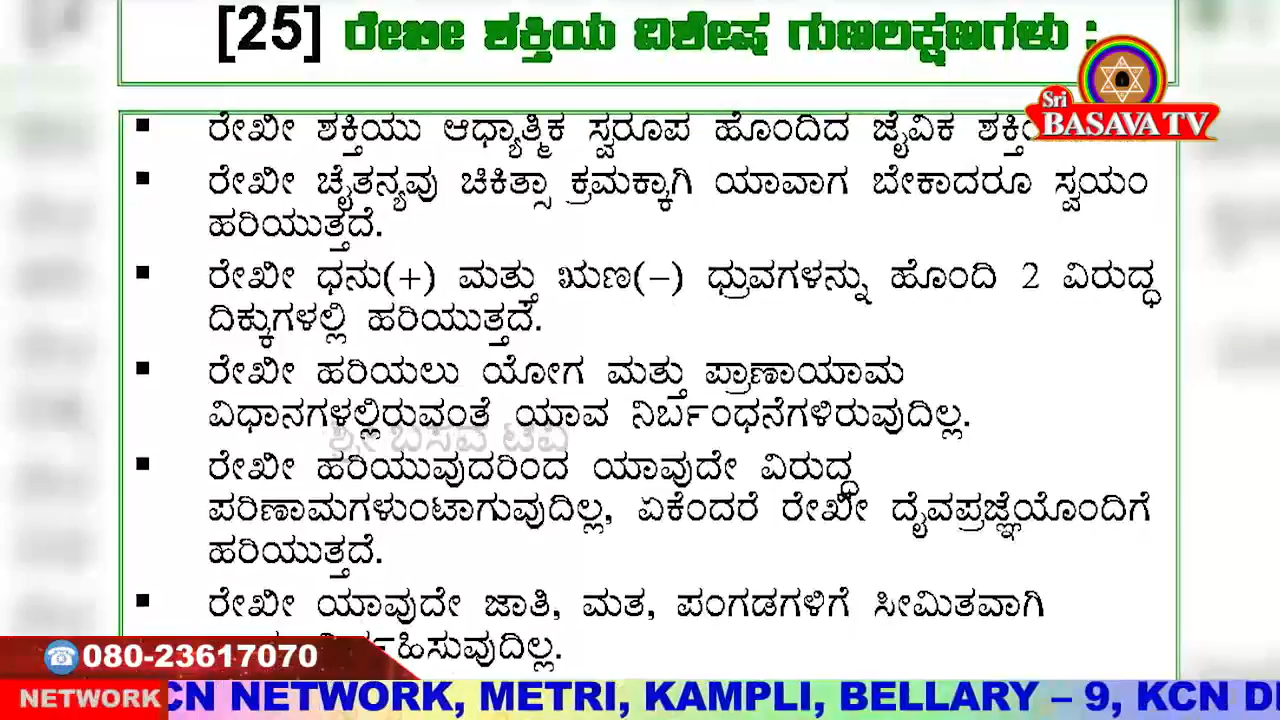 [25] ರೇಖೀ ಶಕ್ತಿಯ ವಿಶೇಷ ಗುಣಲಕ್ಷಣಗಳು :
Sri
BASAVA TV
▪ ರೇಖೀ ಶಕ್ತಿಯು ಆಧ್ಯಾತ್ಮಿಕ ಸ್ವರೂಪ ಹೊಂದಿದ ಜೈವಿಕ
▪ ರೇಖೀ ಚೈತನ್ಯವು ಚಿಕಿತ್ಸಾ ಕ್ರಮಕ್ಕಾಗಿ ಯಾವಾಗ ಬೇಕಾದರೂ ಸ್ವಯಂ
ಹರಿಯುತ್ತದೆ.
▪ ರೇಖೀ ಧನು(+) ಮತ್ತು ಋಣ(–) ಧ್ರುವಗಳನ್ನು ಹೊಂದಿ 2 ವಿರುದ್ಧ
ದಿಕ್ಕುಗಳಲ್ಲಿ ಹರಿಯುತ್ತದೆ.
▪ ರೇಖೀ ಹರಿಯಲು ಯೋಗ ಮತ್ತು ಪ್ರಾಣಾಯಾಮ
ವಿಧಾನಗಳಲ್ಲಿರುವಂತೆ ಯಾವ ನಿರ್ಬಂಧನೆಗಳಿರುವುದಿಲ್ಲ.
ಶ್ರೀ ಬಸವ ಟಿವಿ
▪ ರೇಖೀ ಹರಿಯುವುದರಿಂದ ಯಾವುದೇ ವಿರುದ್ಧ
ಪರಿಣಾಮಗಳುಂಟಾಗುವುದಿಲ್ಲ, ಏಕೆಂದರೆ ರೇಖೀ ದೈವಪ್ರಜ್ಞೆಯೊಂದಿಗೆ
ಹರಿಯುತ್ತದೆ.
▪ ರೇಖೀ ಯಾವುದೇ ಜಾತಿ, ಮತ, ಪಂಗಡಗಳಿಗೆ ಸೀಮಿತವಾಗಿ
080-23617070
NETWORK CN NETWORK, METRI, KAMPLI, BELLARY – 9, KCN